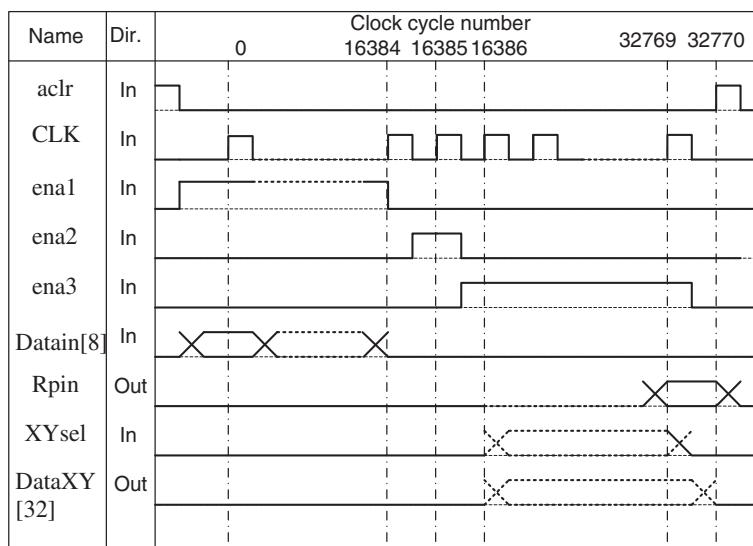 Name Dir. Clock cycle number
0 16384 16385 16386 32769 32770
aclr In
CLK In
ena1 In
ena2 In
ena3 In
Datain[8] In
Rpin Out
XYsel In
DataXY Out
[32]